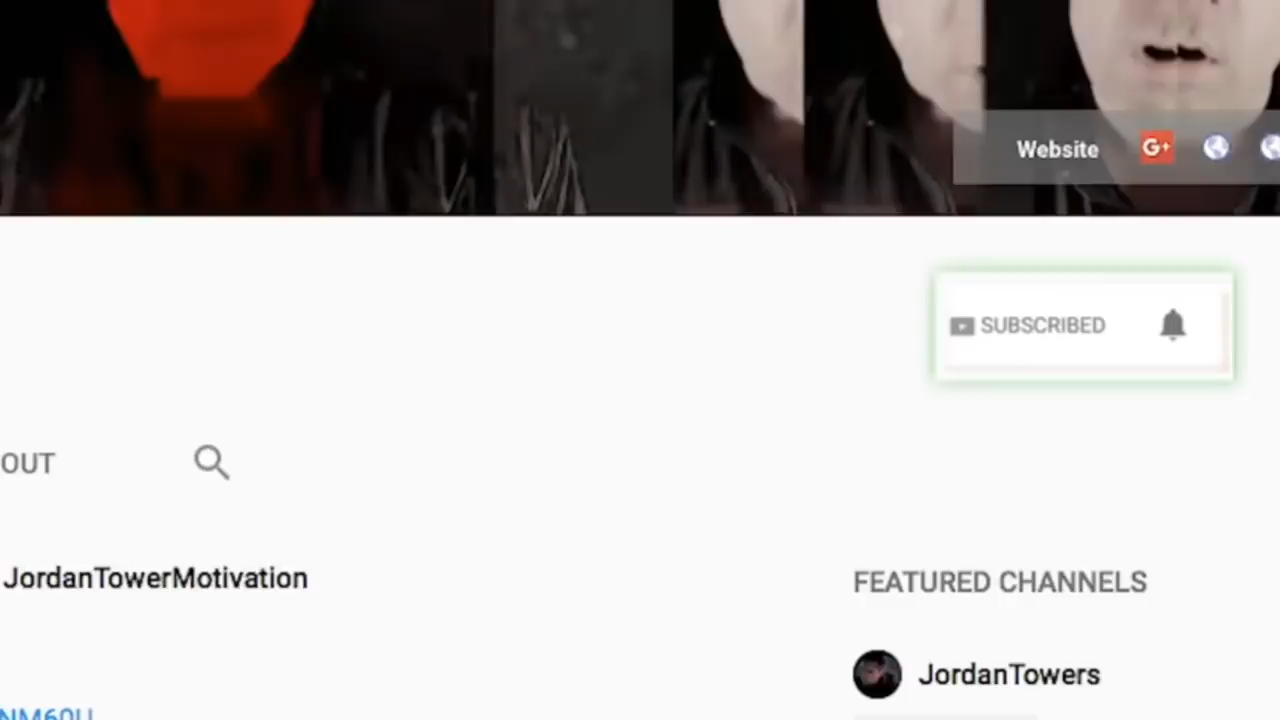 Website G+
SUBSCRIBED
OUT
JordanTowerMotivation
FEATURED CHANNELS
JordanTowers